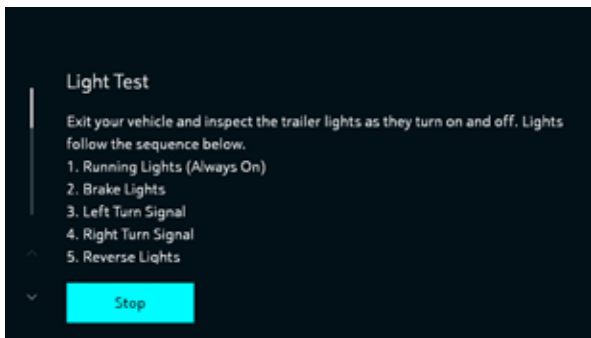 Light Test
Exit your vehicle and inspect the trailer lights as they turn on and off. Lights
follow the sequence below.
1. Running Lights (Always On)
2. Brake Lights
3. Left Turn Signal
4. Right Turn Signal
5. Reverse Lights
Stop